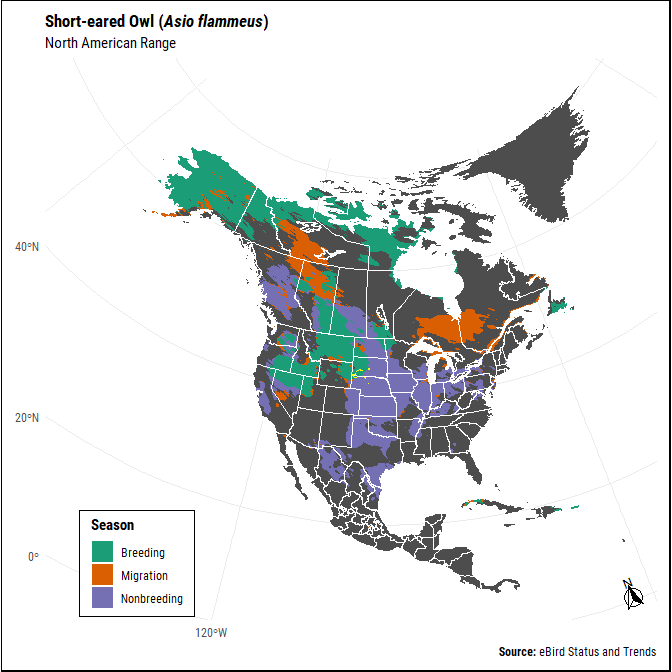 Short-eared Owl (Asio flammeus)
North American Range
40°N
20°N
0°
120°W
Season
Breeding
Migration
Nonbreeding
N
Source: eBird Status and Trends